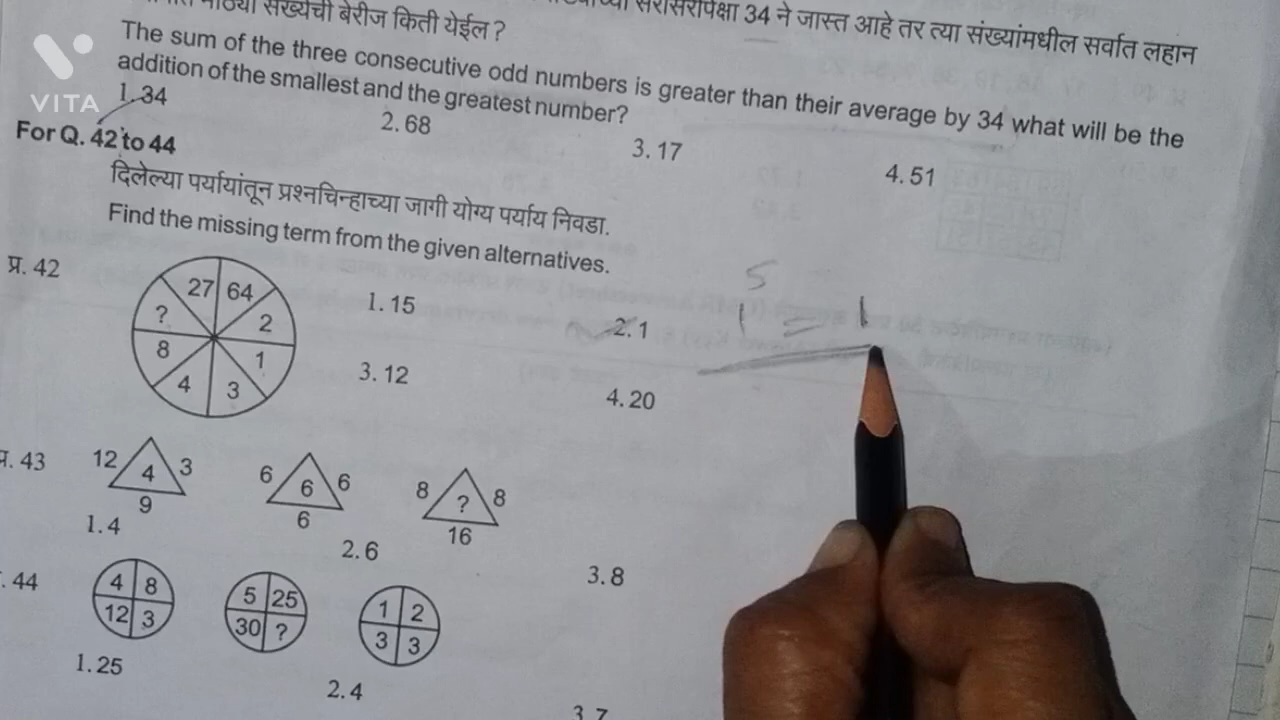 मोठ्या संख्येची बेरीज किती येईल ?
34 ने जास्त आहे तर त्या संख्यांमधील सर्वात लहान
The sum of the three consecutive odd numbers is greater than their average by 34 what will be the
addition of the smallest and the greatest number?
1. 34 2. 68 3. 17 4. 51
For Q. 42 to 44
दिलेल्या पर्यायांतून प्रश्नचिन्हाच्या जागी योग्य पर्याय निवडा.
Find the missing term from the given alternatives.
प्र. 42
27 64
? 2
8 1
4 3
1. 15 2. 1
3. 12 4. 20
5
1 = 1
प्र. 43
12 4 3 6 6 6 8 ? 8
9 6 16
1. 4 2. 6 3. 8
. 44
4 8 5 25 1 2
12 3 30 ? 3 3
1. 25 2. 4 3. 7
VITA